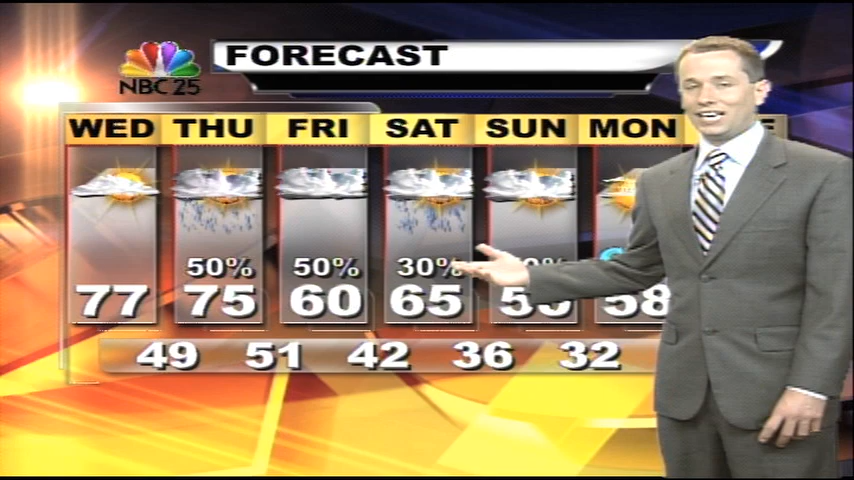 FORECAST
NBC 25
WED THU FRI SAT SUN MON
50% 50% 30%
77 75 60 65 58
49 51 42 36 32